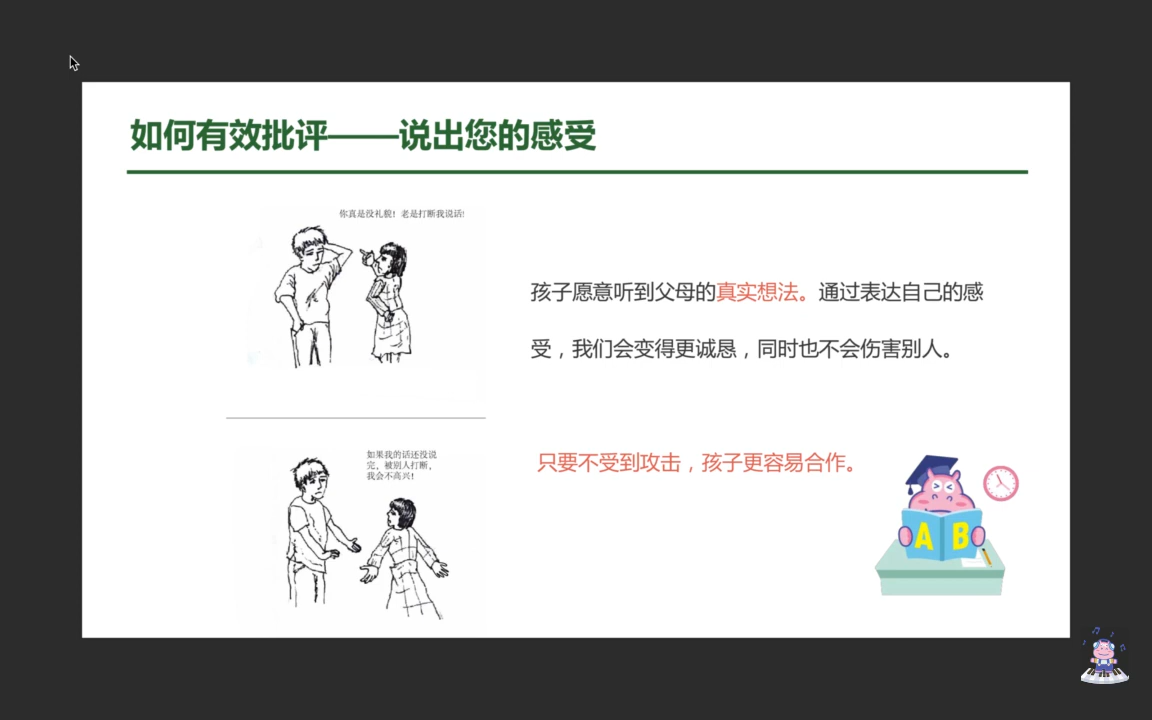 如何有效批评——说出您的感受
你真是没礼貌！老是打断我说话！
孩子愿意听到父母的真实想法。通过表达自己的感
受，我们会变得更诚恳，同时也不会伤害别人。
如果我的话还没说
完，被别人打断，
我会不高兴！
只要不受到攻击，孩子更容易合作。
A B